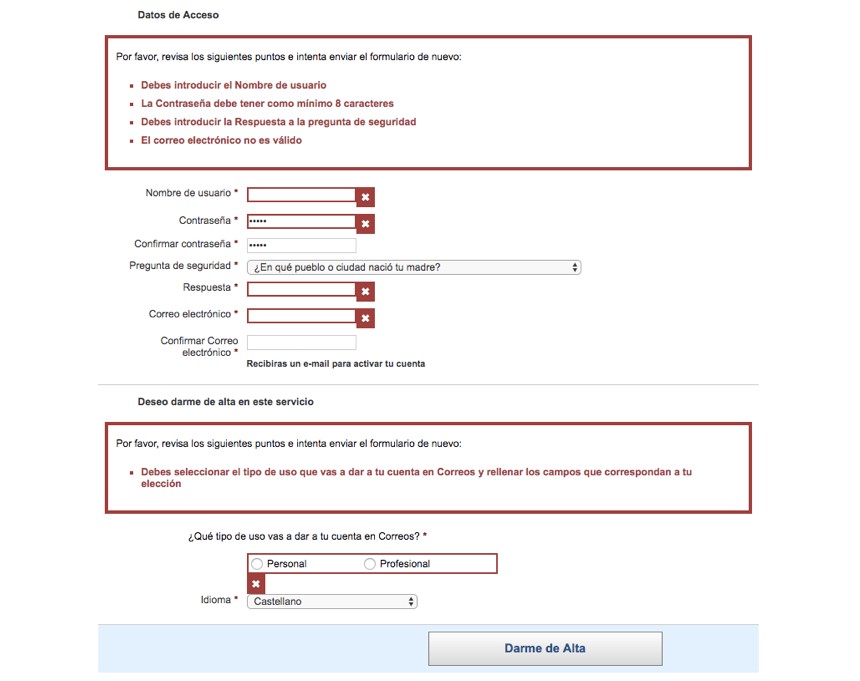 Datos de Acceso
Por favor, revisa los siguientes puntos e intenta enviar el formulario de nuevo:
Debes introducir el Nombre de usuario
La Contraseña debe tener como mínimo 8 caracteres
Debes introducir la Respuesta a la pregunta de seguridad
El correo electrónico no es válido
Nombre de usuario *
Contraseña * •••••
Confirmar contraseña * •••••
Pregunta de seguridad * ¿En qué pueblo o ciudad nació tu madre?
Respuesta *
Correo electrónico *
Confirmar Correo
electrónico *
Recibiras un e-mail para activar tu cuenta
Deseo darme de alta en este servicio
Por favor, revisa los siguientes puntos e intenta enviar el formulario de nuevo:
Debes seleccionar el tipo de uso que vas a dar a tu cuenta en Correos y rellenar los campos que correspondan a tu
elección
¿Qué tipo de uso vas a dar a tu cuenta en Correos? *
Personal Profesional
Idioma * Castellano
Darme de Alta